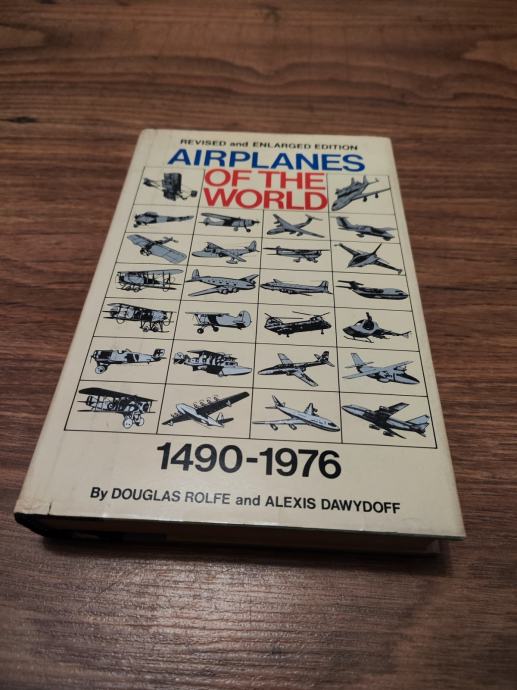 REVISED and ENLARGED EDITION
AIRPLANES
OF THE
WORLD
1490-1976
By DOUGLAS ROLFE and ALEXIS DAWYDOFF